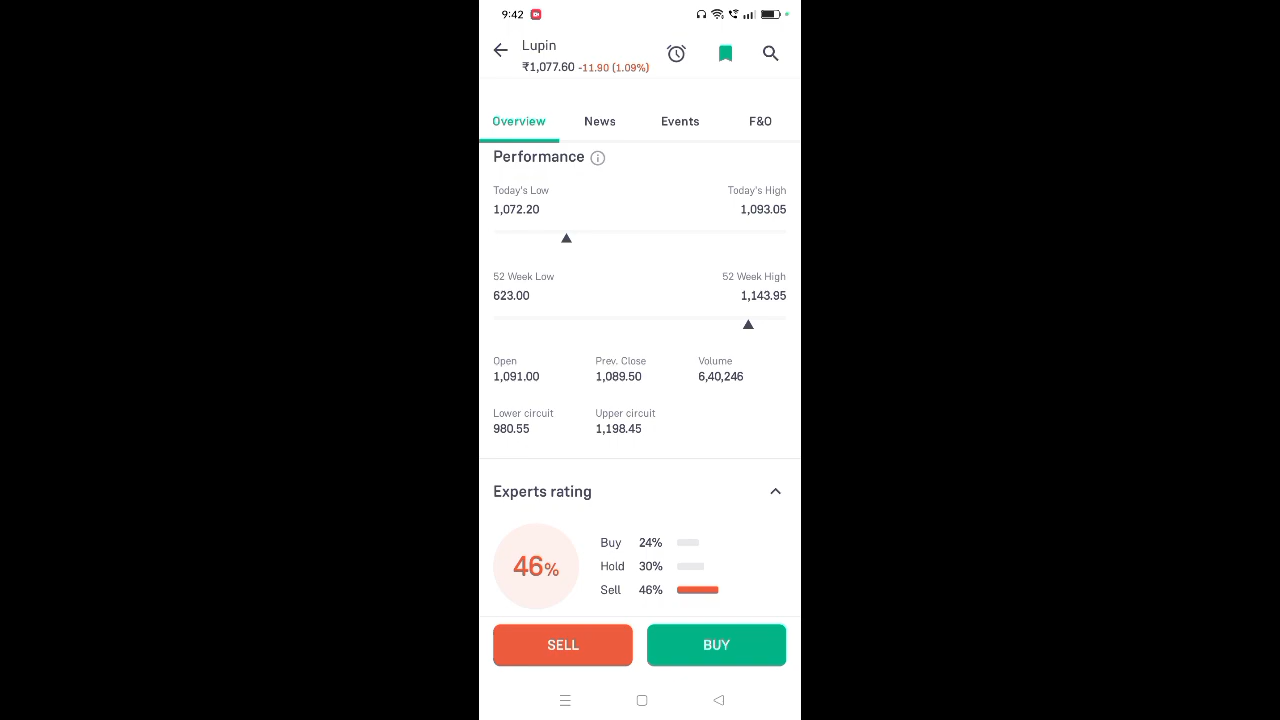 9:42
Lupin
₹1,077.60 -11.90 (1.09%)
Overview News Events F&O
Performance
Today's Low Today's High
1,072.20 1,093.05
52 Week Low 52 Week High
623.00 1,143.95
Open Prev. Close Volume
1,091.00 1,089.50 6,40,246
Lower circuit Upper circuit
980.55 1,198.45
Experts rating
Buy 24%
46% Hold 30%
Sell 46%
SELL BUY